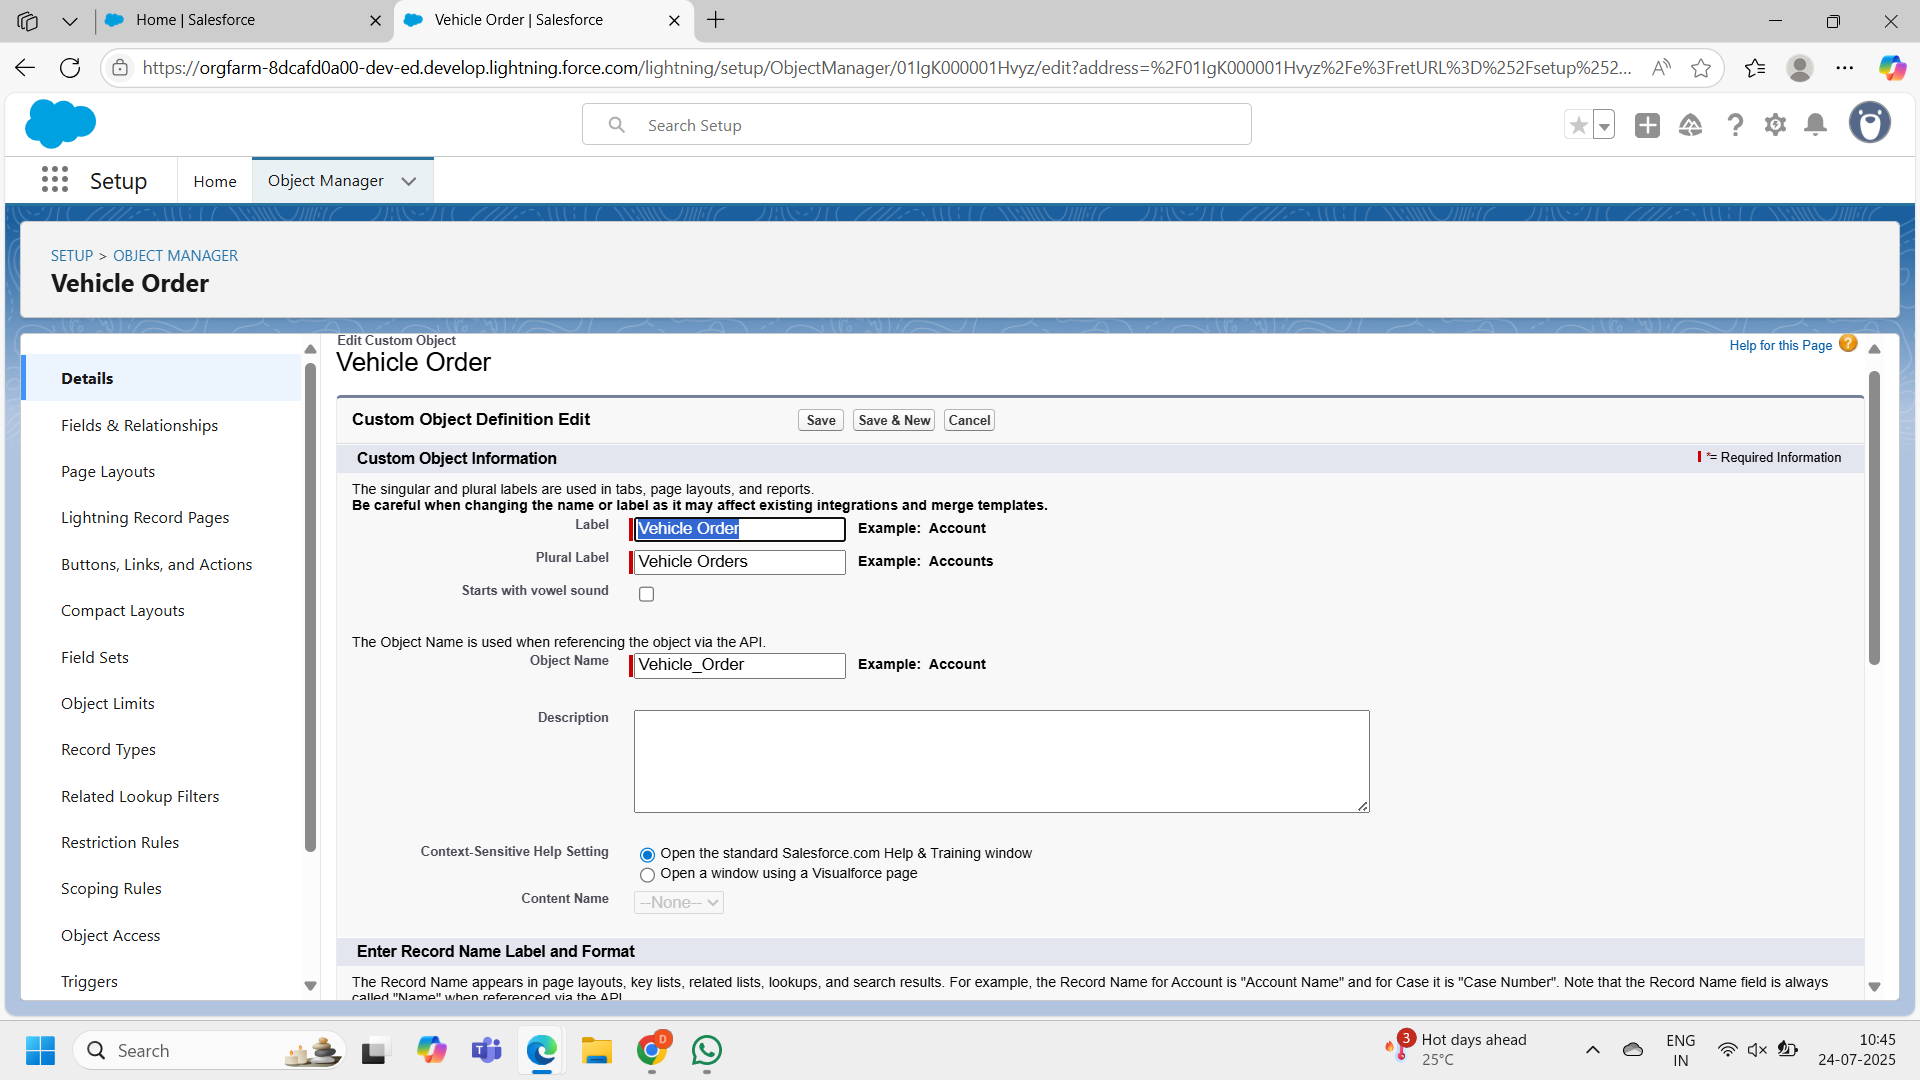 Home | Salesforce
Vehicle Order | Salesforce
https://orgfarm-8dcafd0a00-dev-ed.develop.lightning.force.com/lightning/setup/ObjectManager/01IgK000001Hvyz/edit?address=%2F01IgK000001Hvyz%2Fe%3FretURL%3D%252Fsetup%252...
Search Setup
Setup
Home
Object Manager
SETUP > OBJECT MANAGER
Vehicle Order
Details
Fields & Relationships
Page Layouts
Lightning Record Pages
Buttons, Links, and Actions
Compact Layouts
Field Sets
Object Limits
Record Types
Related Lookup Filters
Restriction Rules
Scoping Rules
Object Access
Triggers
Edit Custom Object
Vehicle Order
Help for this Page ?
Custom Object Definition Edit
Save
Save & New
Cancel
Custom Object Information
*= Required Information
The singular and plural labels are used in tabs, page layouts, and reports.
Be careful when changing the name or label as it may affect existing integrations and merge templates.
Label
Vehicle Order
Example: Account
Plural Label
Vehicle Orders
Example: Accounts
Starts with vowel sound
The Object Name is used when referencing the object via the API.
Object Name
Vehicle_Order
Example: Account
Description
Context-Sensitive Help Setting
Open the standard Salesforce.com Help & Training window
Open a window using a Visualforce page
Content Name
--None--
Enter Record Name Label and Format
The Record Name appears in page layouts, key lists, related lists, lookups, and search results. For example, the Record Name for Account is "Account Name" and for Case it is "Case Number". Note that the Record Name field is always
called "Name" when referenced via the API.
Search
D
3
Hot days ahead
25°C
ENG
IN
10:45
24-07-2025